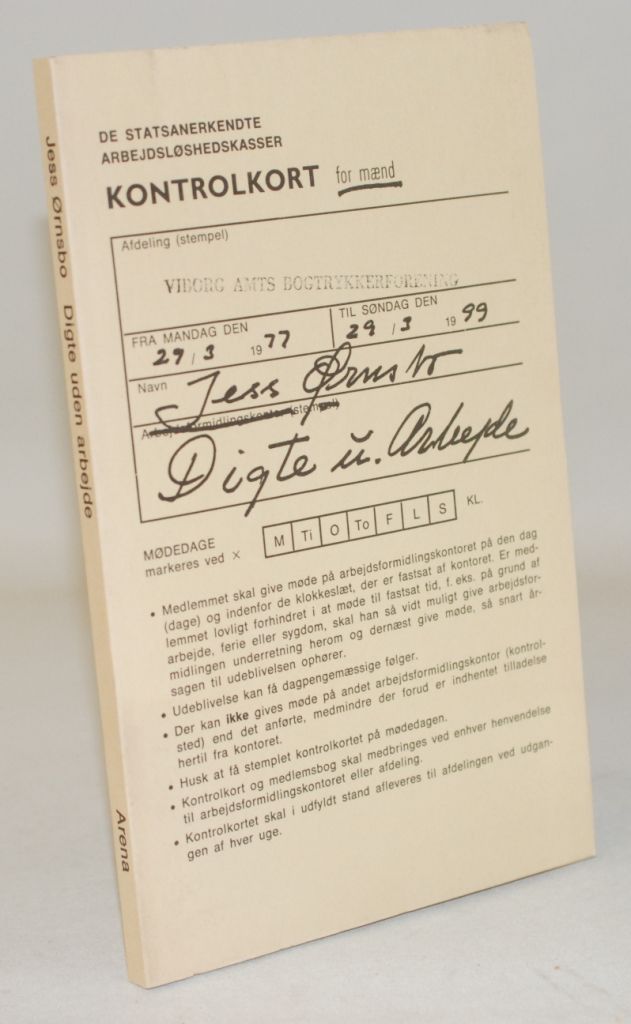 Jess Ørnsbo Digte uden arbejde
Arena
DE STATSANERKENDTE
ARBEJDSLØSHEDSKASSER
KONTROLKORT for mænd
Afdeling (stempel)
VIBORG AMTS BOGTRYKKERFORENING
FRA MANDAG DEN
29 / 3 1977
TIL SØNDAG DEN
29 / 3 1999
Navn Jess Ørnsbo
Arbejdsformidlingskontor (stempel)
Digte u. Arbejde
MØDEDAGE
markeres ved x
M Ti O To F L S KL.
• Medlemmet skal give møde på arbejdsformidlingskontoret på den dag
(dage) og indenfor de klokkeslæt, der er fastsat af kontoret. Er med-
lemmet lovligt forhindret i at møde til fastsat tid, f. eks. på grund af
arbejde, ferie eller sygdom, skal han så vidt muligt give arbejdsfor-
midlingen underretning herom og dernæst give møde, så snart år-
sagen til udeblivelsen ophører.
• Udeblivelse kan få dagpengemæssige følger.
• Der kan ikke gives møde på andet arbejdsformidlingskontor (kontrol-
sted) end det anførte, medmindre der forud er indhentet tilladelse
hertil fra kontoret.
• Husk at få stemplet kontrolkortet på mødedagen.
• Kontrolkort og medlemsbog skal medbringes ved enhver henvendelse
til arbejdsformidlingskontoret eller afdeling.
• Kontrolkortet skal i udfyldt stand afleveres til afdelingen ved udgan-
gen af hver uge.